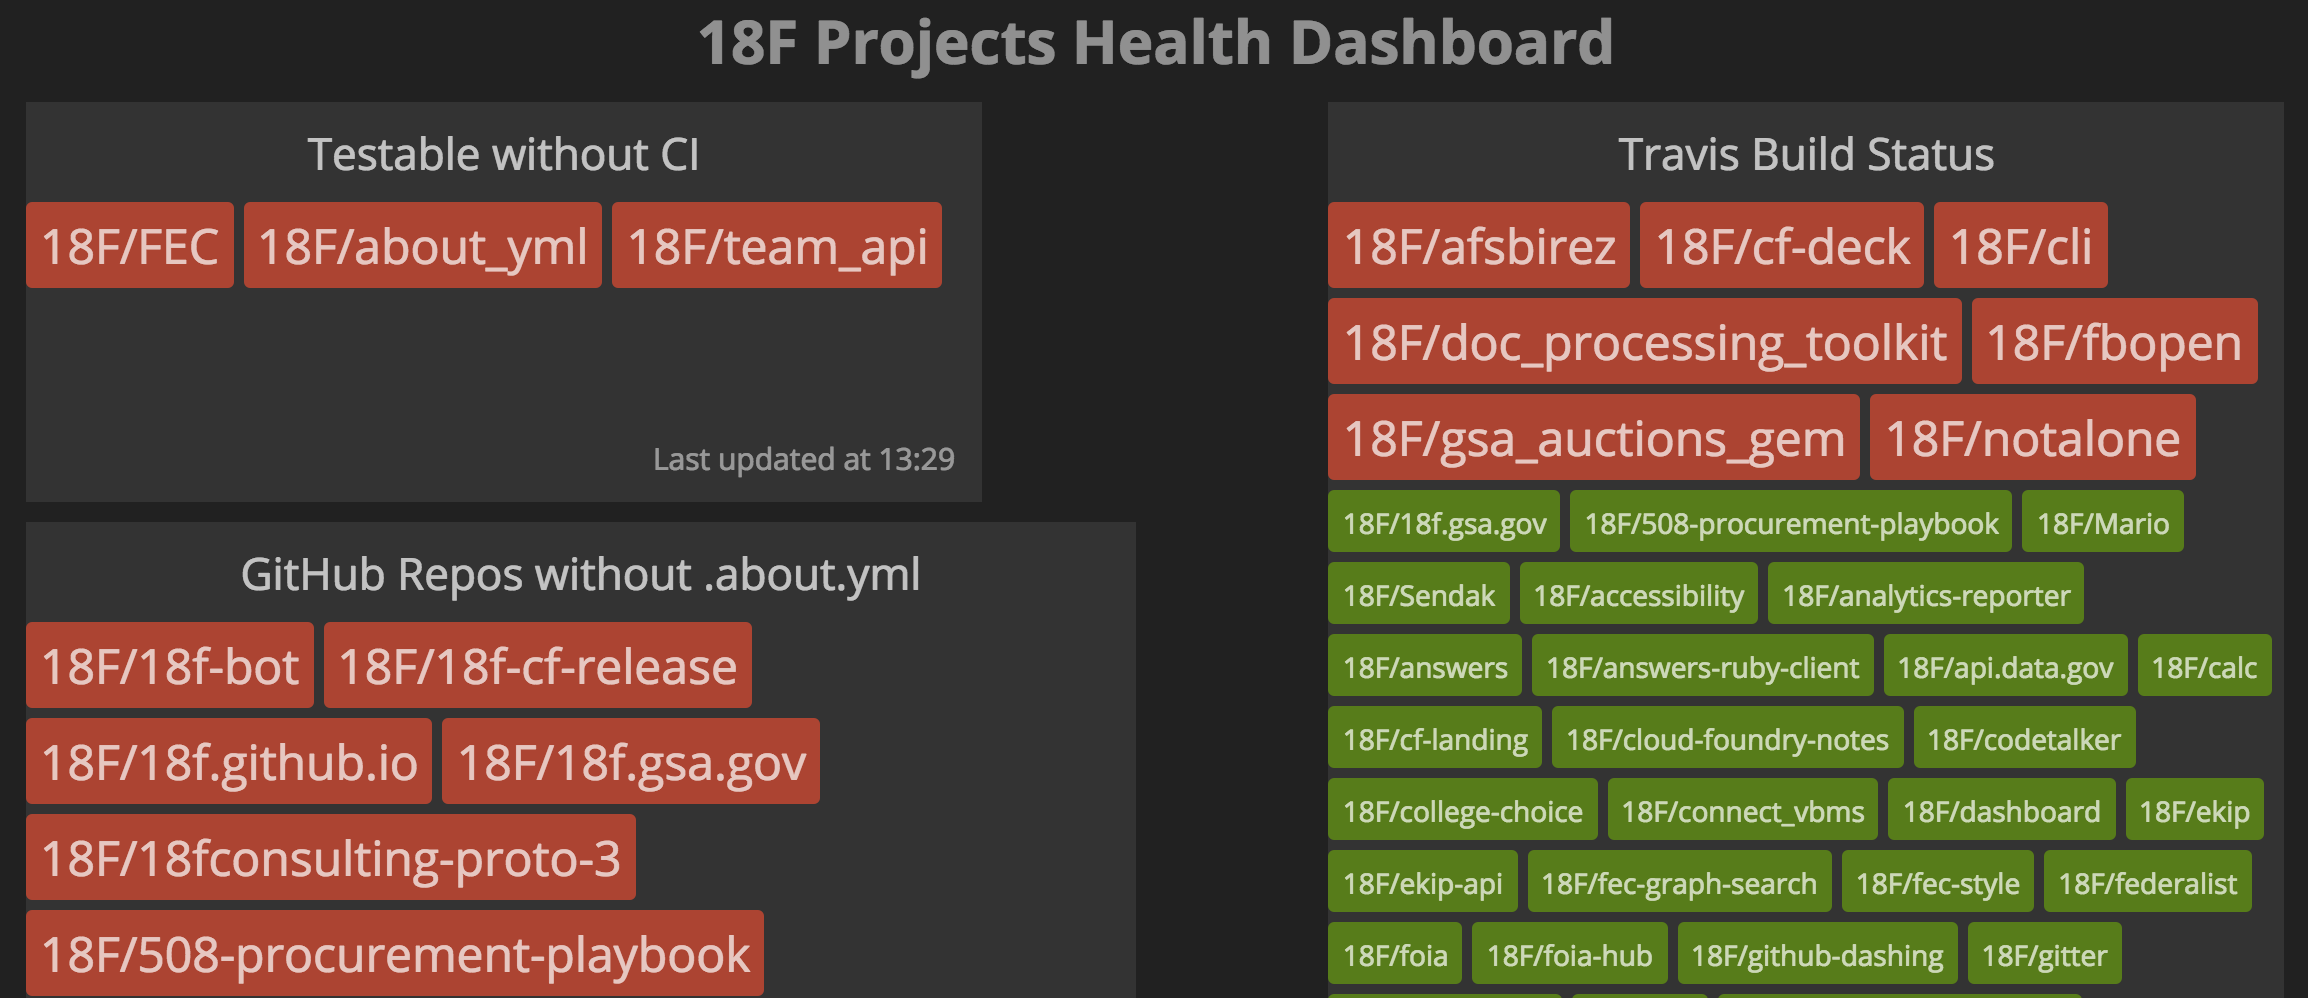 18F Projects Health Dashboard
Testable without CI
18F/FEC 18F/about_yml 18F/team_api
Last updated at 13:29
GitHub Repos without .about.yml
18F/18f-bot 18F/18f-cf-release
18F/18f.github.io 18F/18f.gsa.gov
18F/18fconsulting-proto-3
18F/508-procurement-playbook
Travis Build Status
18F/afsbirez 18F/cf-deck 18F/cli
18F/doc_processing_toolkit 18F/fbopen
18F/gsa_auctions_gem 18F/notalone
18F/18f.gsa.gov 18F/508-procurement-playbook 18F/Mario
18F/Sendak 18F/accessibility 18F/analytics-reporter
18F/answers 18F/answers-ruby-client 18F/api.data.gov 18F/calc
18F/cf-landing 18F/cloud-foundry-notes 18F/codetalker
18F/college-choice 18F/connect_vbms 18F/dashboard 18F/ekip
18F/ekip-api 18F/fec-graph-search 18F/fec-style 18F/federalist
18F/foia 18F/foia-hub 18F/github-dashing 18F/gitter